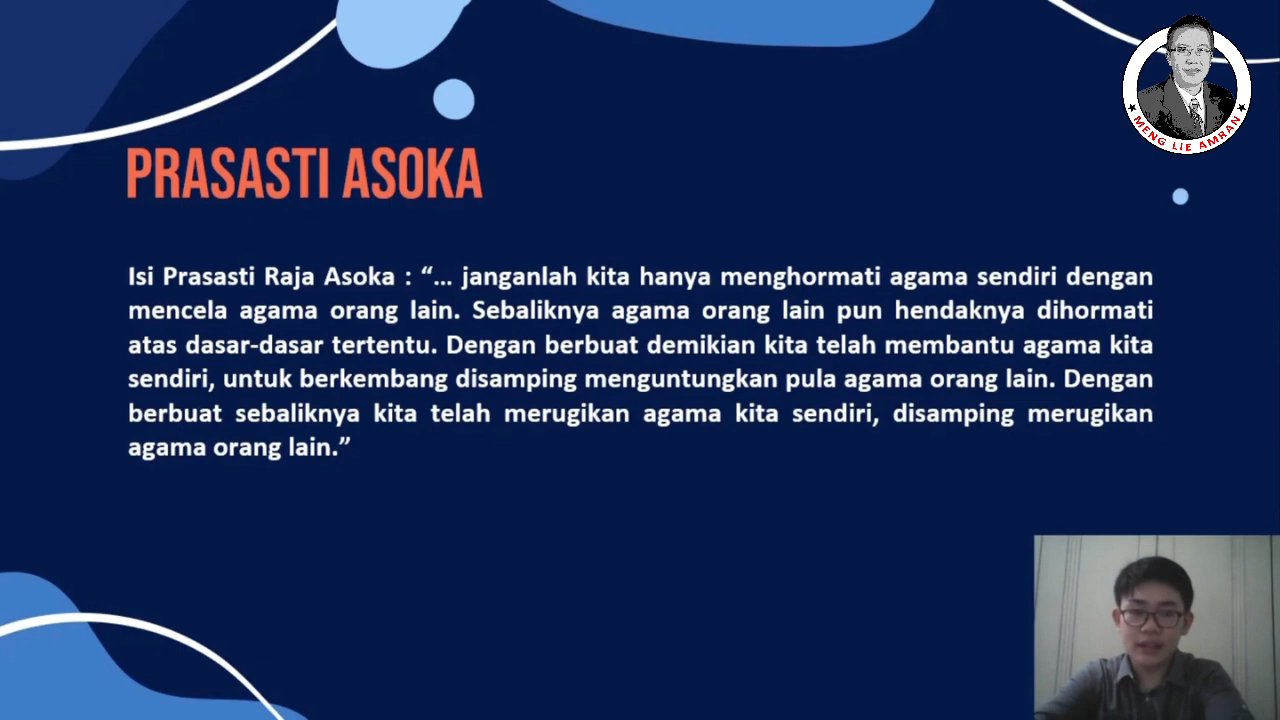 PRASASTI ASOKA
Isi Prasasti Raja Asoka : “... janganlah kita hanya menghormati agama sendiri dengan
mencela agama orang lain. Sebaliknya agama orang lain pun hendaknya dihormati
atas dasar-dasar tertentu. Dengan berbuat demikian kita telah membantu agama kita
sendiri, untuk berkembang disamping menguntungkan pula agama orang lain. Dengan
berbuat sebaliknya kita telah merugikan agama kita sendiri, disamping merugikan
agama orang lain.”
MENG LIE AMRAN